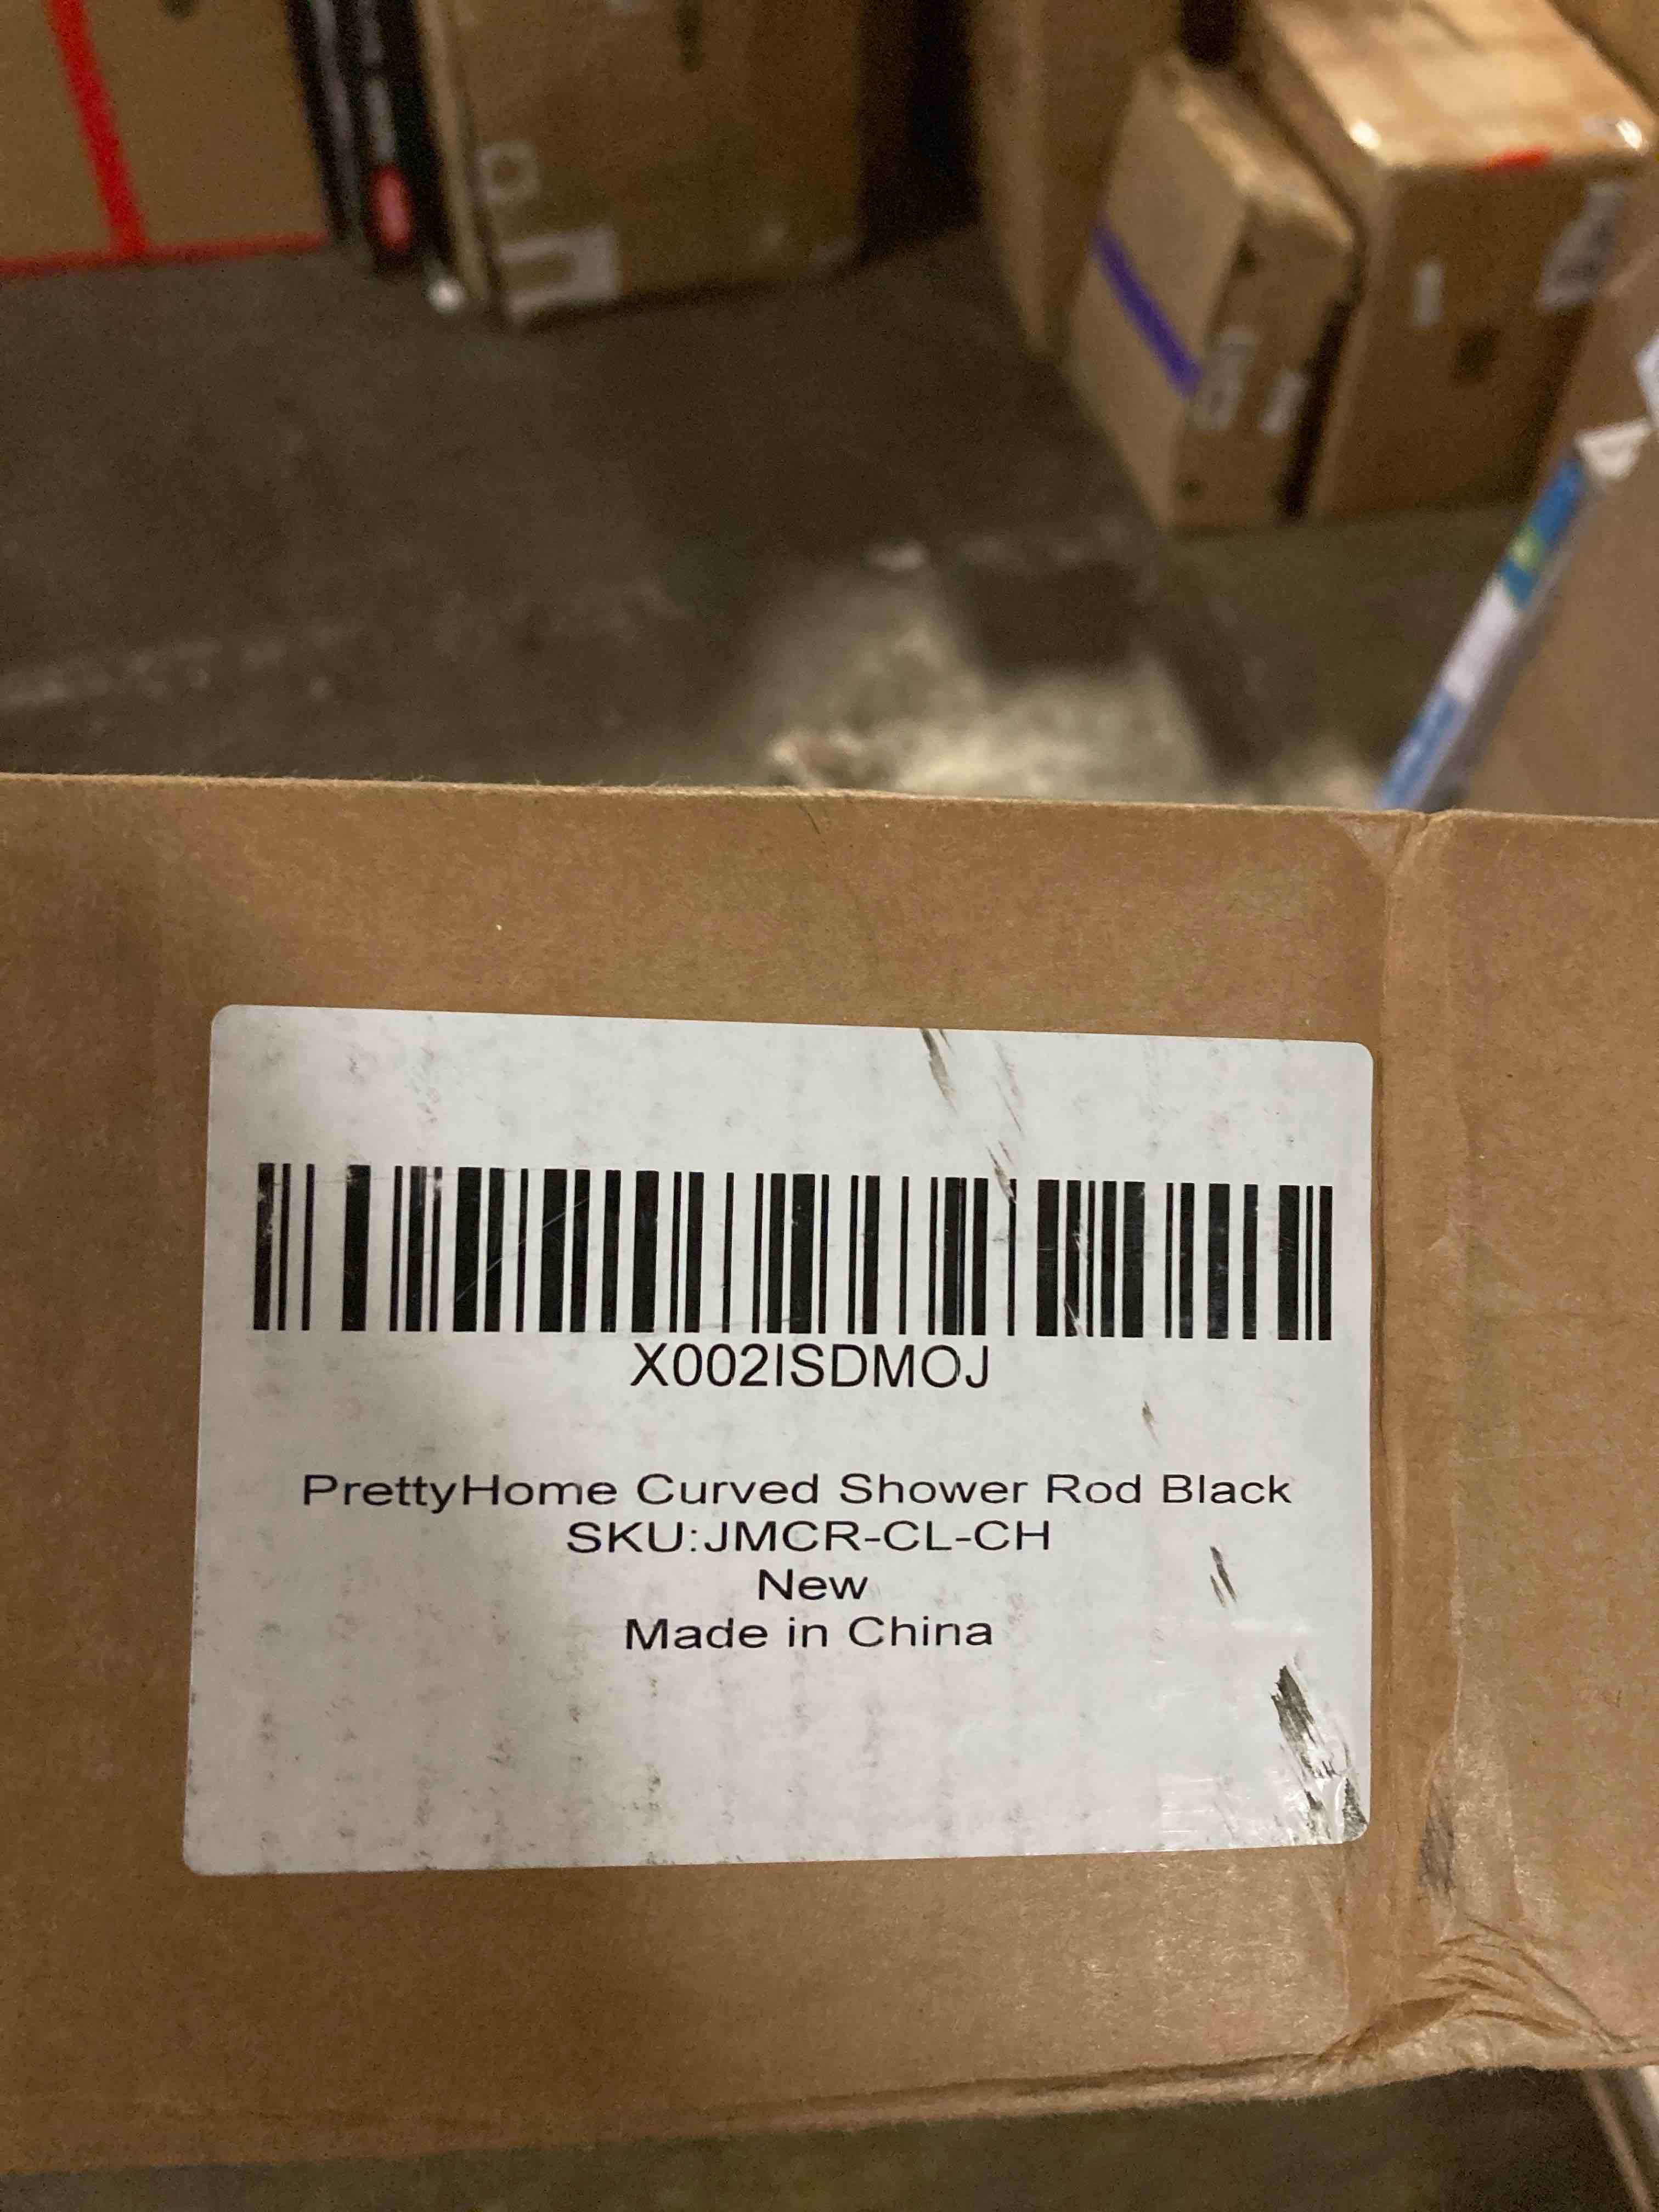 X002ISDMOJ
PrettyHome Curved Shower Rod Black
SKU:JMCR-CL-CH
New
Made in China